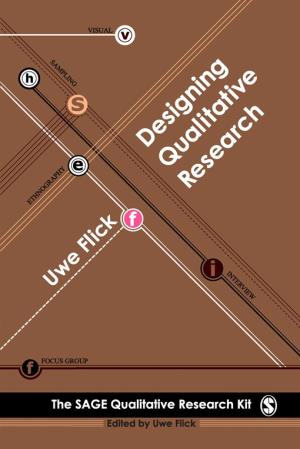 VISUAL v
h
SAMPLING
s
Designing
Qualitative
Research
ETHNOGRAPHY
e
Uwe Flick
f
i
INTERVIEW
f
FOCUS GROUP
The SAGE Qualitative Research Kit
S
Edited by Uwe Flick